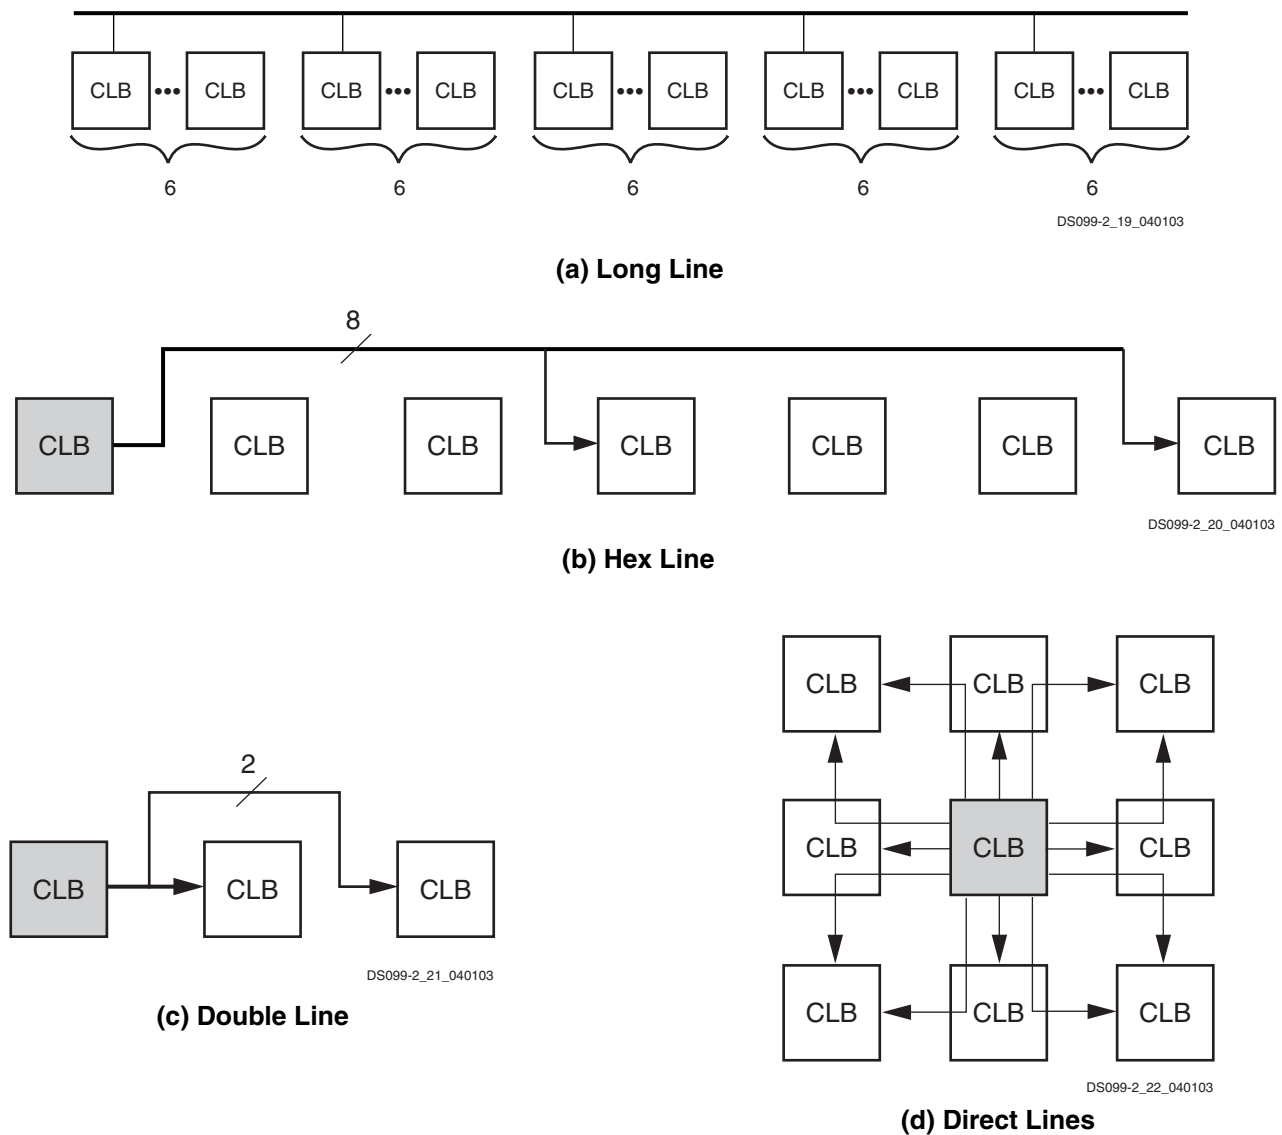 CLB ••• CLB CLB ••• CLB CLB ••• CLB CLB ••• CLB CLB ••• CLB
6 6 6 6 6
DS099-2_19_040103
(a) Long Line
8
CLB CLB CLB CLB CLB CLB CLB
DS099-2_20_040103
(b) Hex Line
2
CLB CLB CLB
DS099-2_21_040103
(c) Double Line
CLB CLB CLB
CLB CLB CLB
CLB CLB CLB
DS099-2_22_040103
(d) Direct Lines